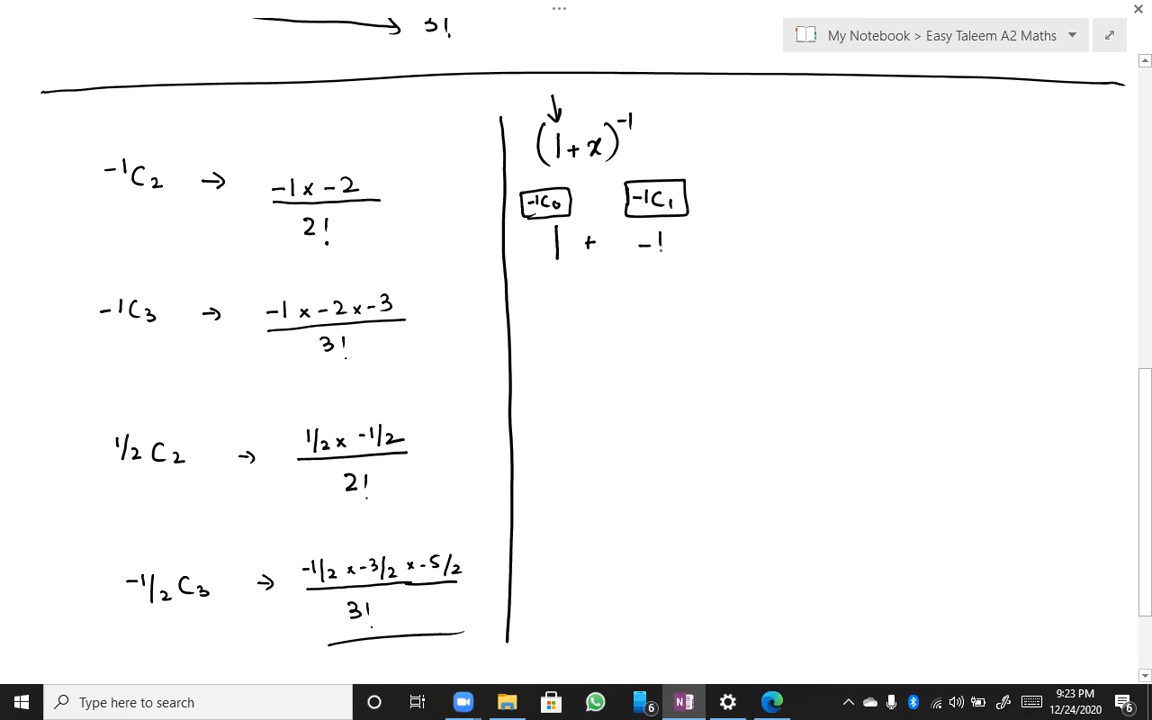 3!
My Notebook > Easy Taleem A2 Maths
-1C2 → -1 x -2
2!
-1C3 → -1 x -2 x -3
3!
1/2 C2 → 1/2 x -1/2
2!
-1/2 C3 → -1/2 x -3/2 x -5/2
3!
(1+x)^-1
-1C0 -1C1
1 + -!
Type here to search
6
9:23 PM
12/24/2020
6